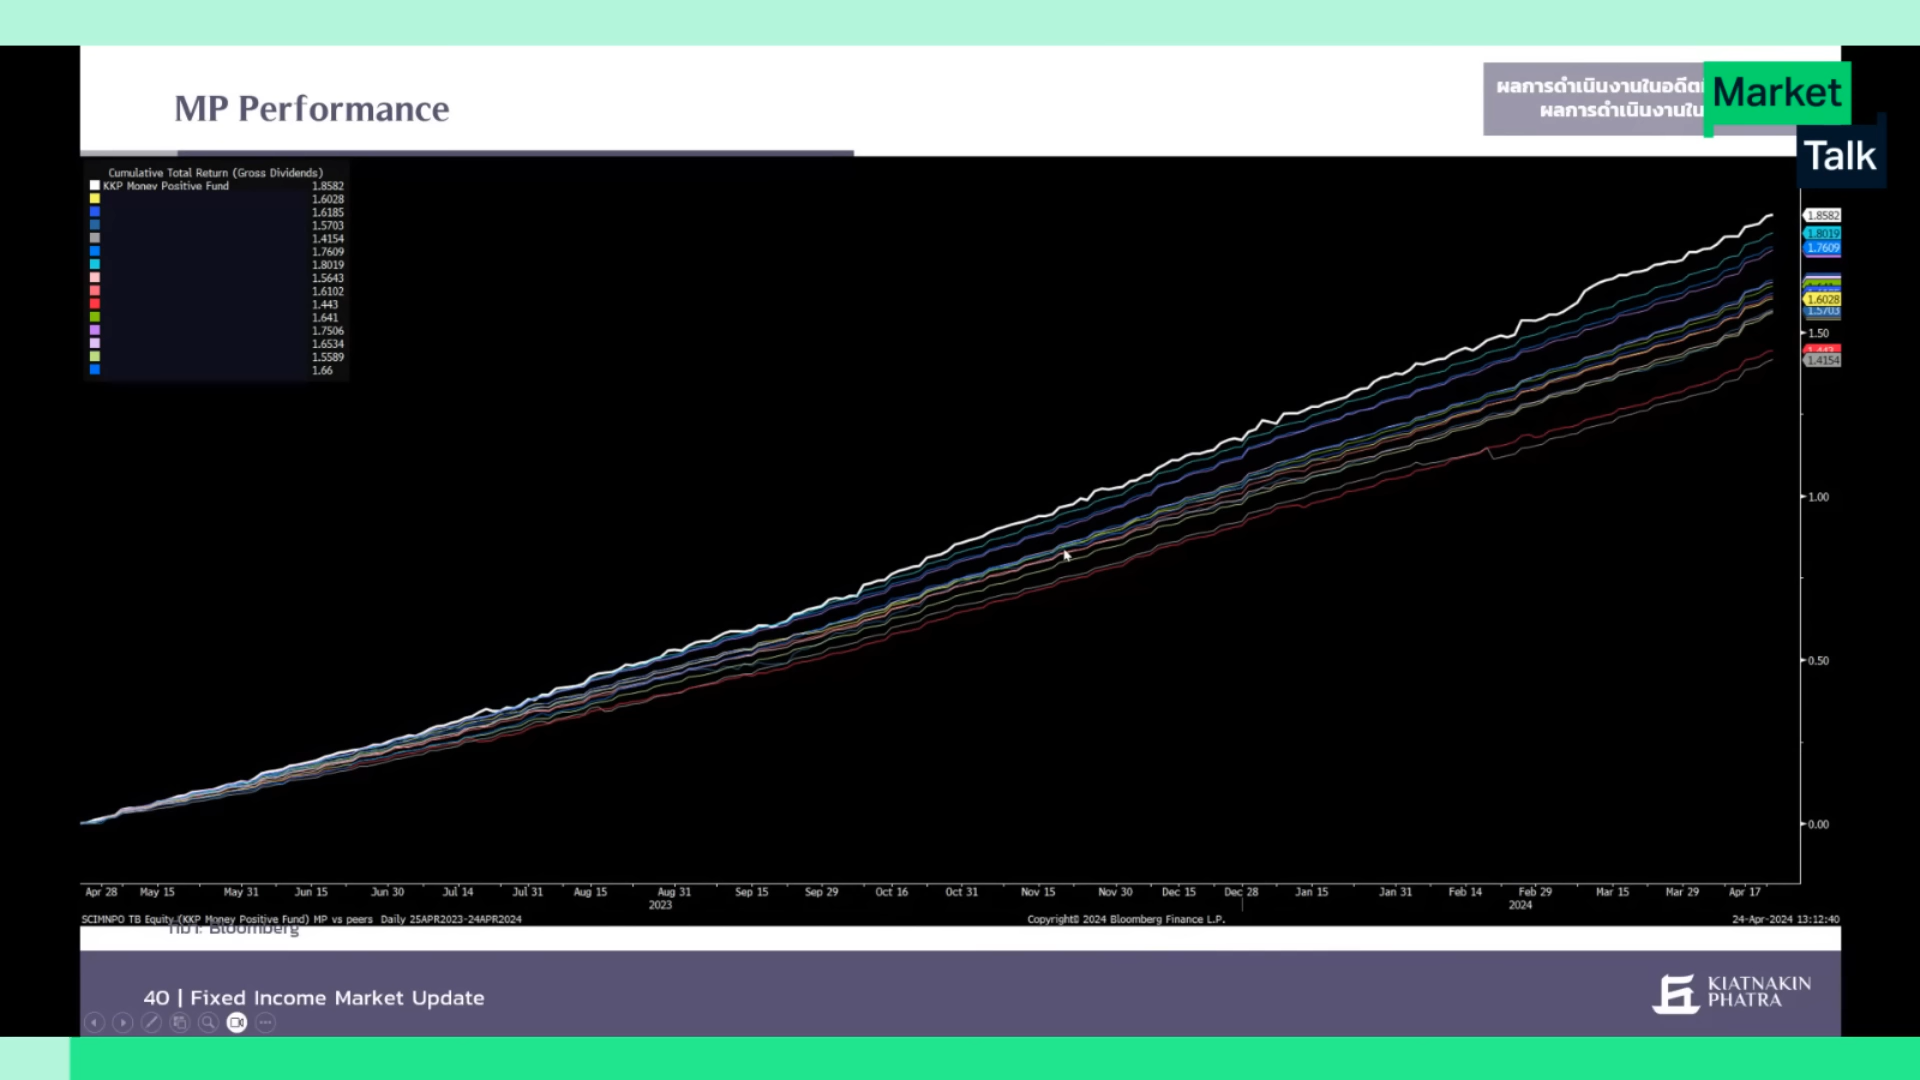 MP Performance
ผลการดำเนินงานในอดีต
ผลการดำเนินงานใน
Market
Talk
Cumulative Total Return (Gross Dividends)
KKP Money Positive Fund 1.8582
1.6028
1.6185
1.5703
1.4154
1.7609
1.8019
1.5643
1.6102
1.443
1.641
1.7506
1.6534
1.5589
1.66
1.8582
1.8019
1.7609
1.6028
1.5703
1.50
1.443
1.4154
1.00
0.50
0.00
Apr 28 May 15 May 31 Jun 15 Jun 30 Jul 14 Jul 31 Aug 15 Aug 31 Sep 15 Sep 29 Oct 16 Oct 31 Nov 15 Nov 30 Dec 15 Dec 28 Jan 15 Jan 31 Feb 14 Feb 29 Mar 15 Mar 29 Apr 17
2023 2024
SCIMNPO TB Equity (KKP Money Positive Fund) MP vs peers Daily 25APR2023-24APR2024 Copyright© 2024 Bloomberg Finance L.P. 24-Apr-2024 13:12:40
ที่มา: Bloomberg
40 | Fixed Income Market Update
KIATNAKIN
PHATRA